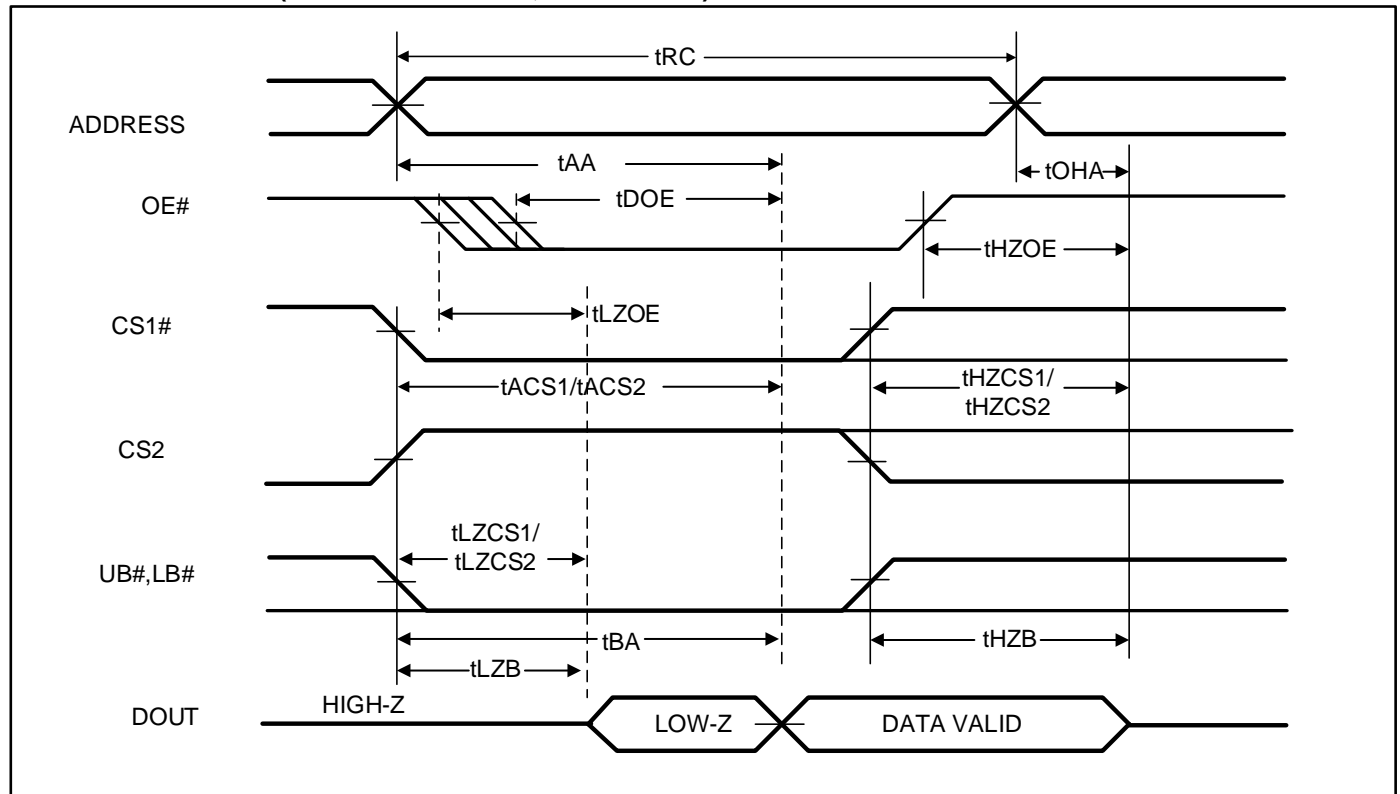 tRC
ADDRESS
tAA
tOHA
OE#
tDOE
tHZOE
CS1#
tLZOE
tACS1/tACS2
tHZCS1/
tHZCS2
CS2
tLZCS1/
tLZCS2
UB#,LB#
tBA
tHZB
tLZB
DOUT
HIGH-Z
LOW-Z
DATA VALID